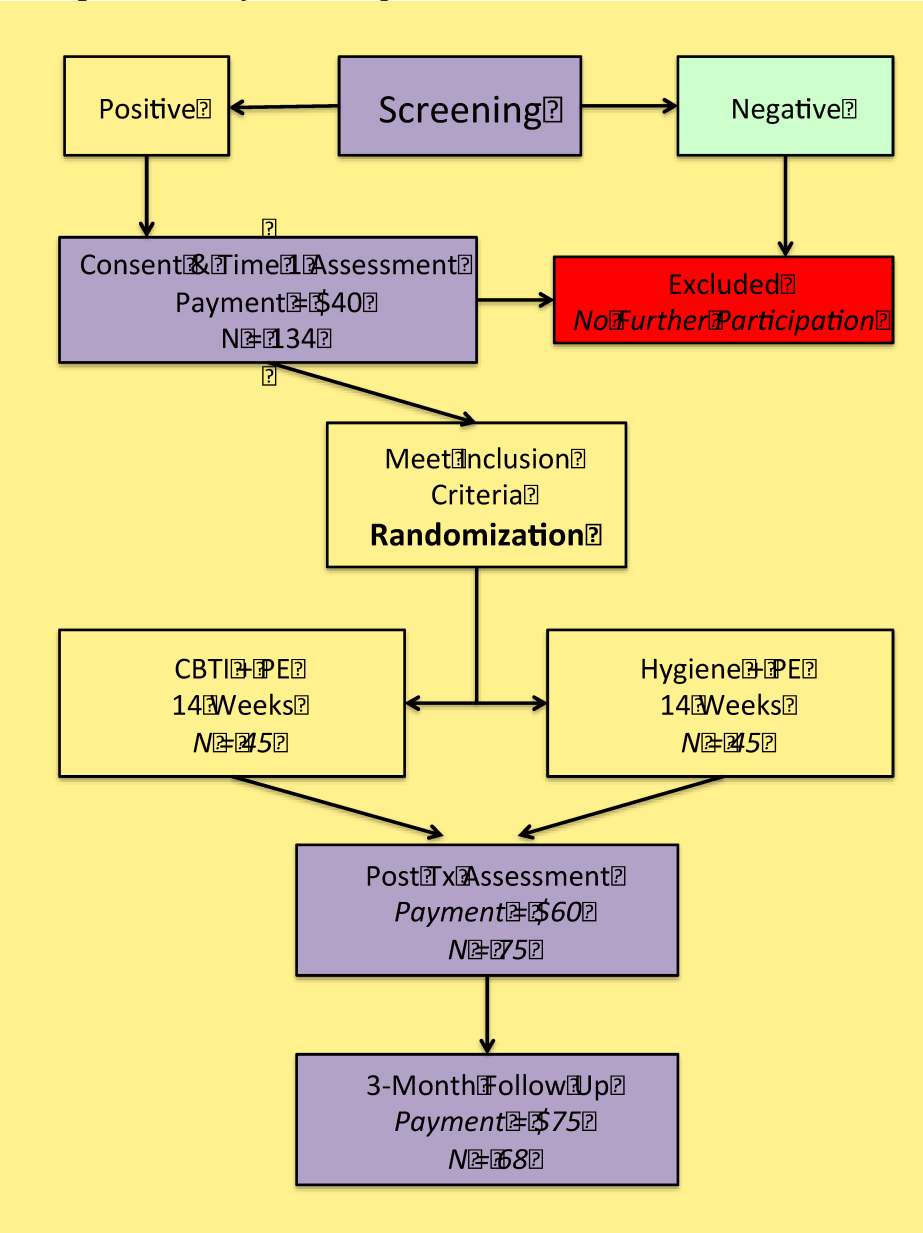 Positive
Screening
Negative
Consent & Time 1 Assessment
Payment = $40
N = 134
Excluded
No Further Participation
Meet Inclusion
Criteria
Randomization
CBTI + PE
14 Weeks
N = 45
Hygiene + PE
14 Weeks
N = 45
Post Tx Assessment
Payment = $60
N = 75
3-Month Follow Up
Payment = $75
N = 68